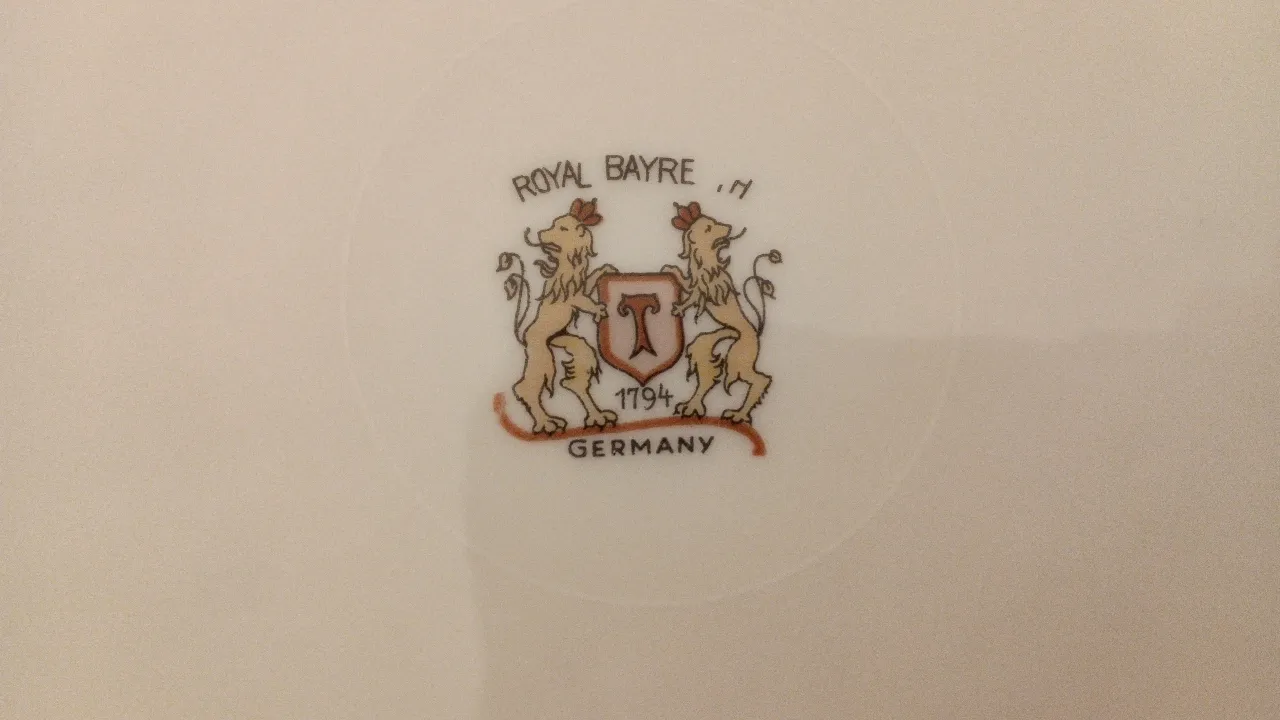 ROYAL BAYRE
T
1794
GERMANY